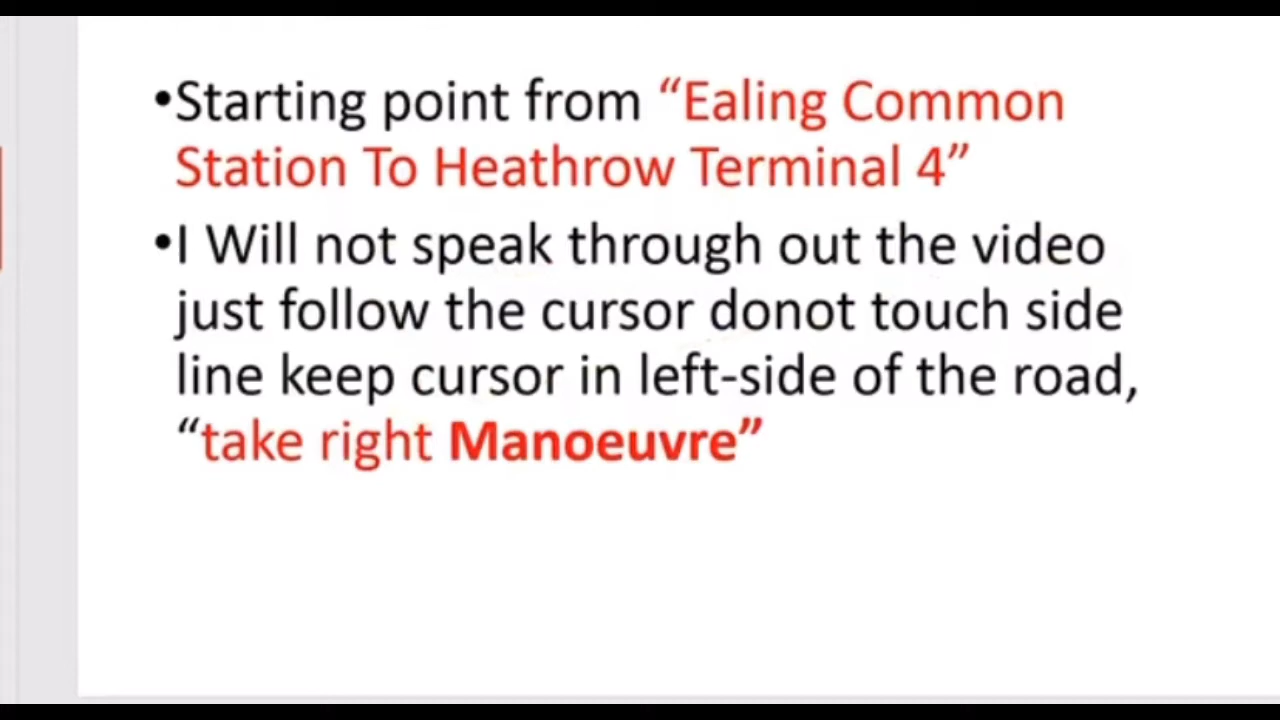 •Starting point from “Ealing Common
Station To Heathrow Terminal 4”
•I Will not speak through out the video
just follow the cursor donot touch side
line keep cursor in left-side of the road,
“take right Manoeuvre”